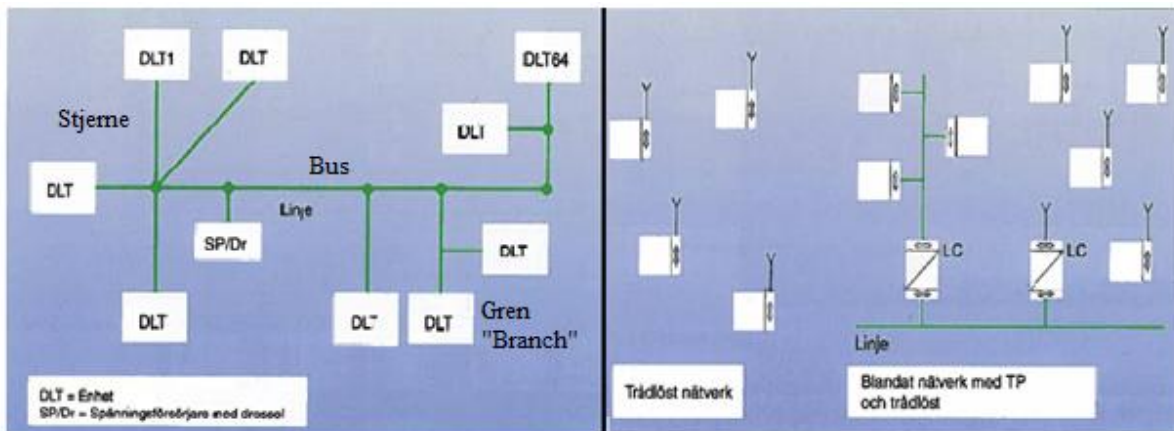 DLT1
DLT
DLT64
Stjerne
DLT
Bus
DLT
Linje
SP/Dr
DLT
DLT
DLT
DLT
Gren
"Branch"
DLT = Enhet
SP/Dr = Spänningsförsörjare med drossel
LC
LC
Linje
Trådlöst nätverk
Blandat nätverk med TP
och trådlöst